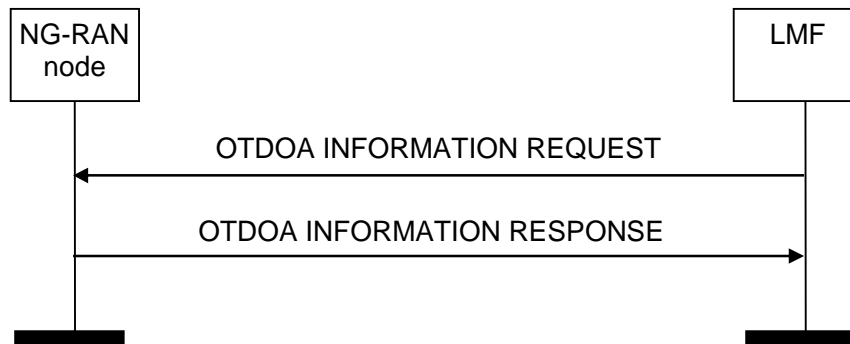 NG-RAN
node
LMF
OTDOA INFORMATION REQUEST
OTDOA INFORMATION RESPONSE